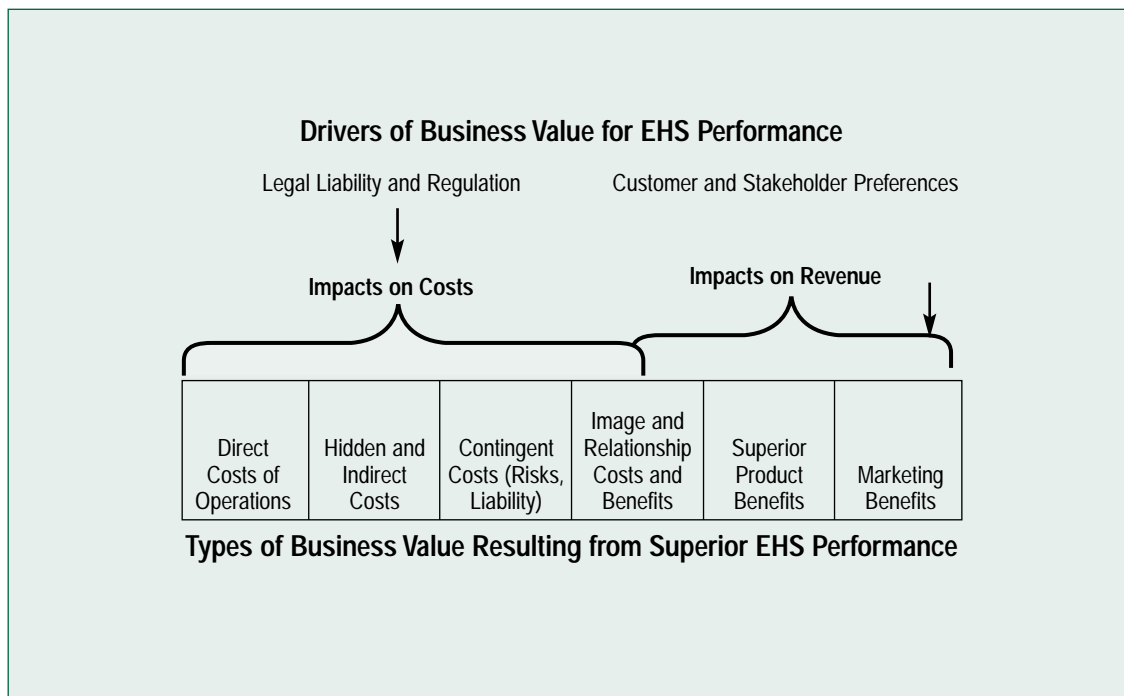 Drivers of Business Value for EHS Performance
Legal Liability and Regulation
Customer and Stakeholder Preferences
Impacts on Costs
Impacts on Revenue
Direct
Costs of
Operations
Hidden and
Indirect
Costs
Contingent
Costs (Risks,
Liability)
Image and
Relationship
Costs and
Benefits
Superior
Product
Benefits
Marketing
Benefits
Types of Business Value Resulting from Superior EHS Performance